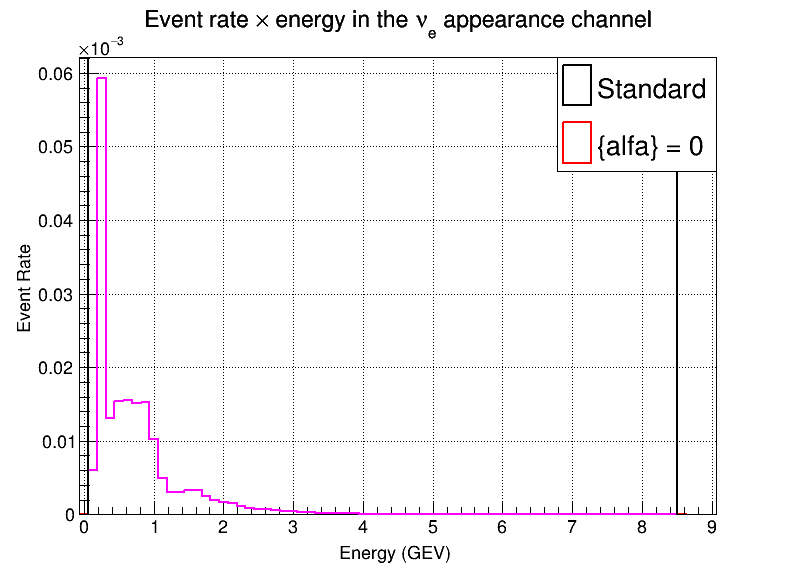 Event rate × energy in the νe appearance channel
×10−3
Standard
{alfa} = 0
0.06
0.05
0.04
0.03
0.02
0.01
0
Event Rate
0 1 2 3 4 5 6 7 8 9
Energy (GEV)